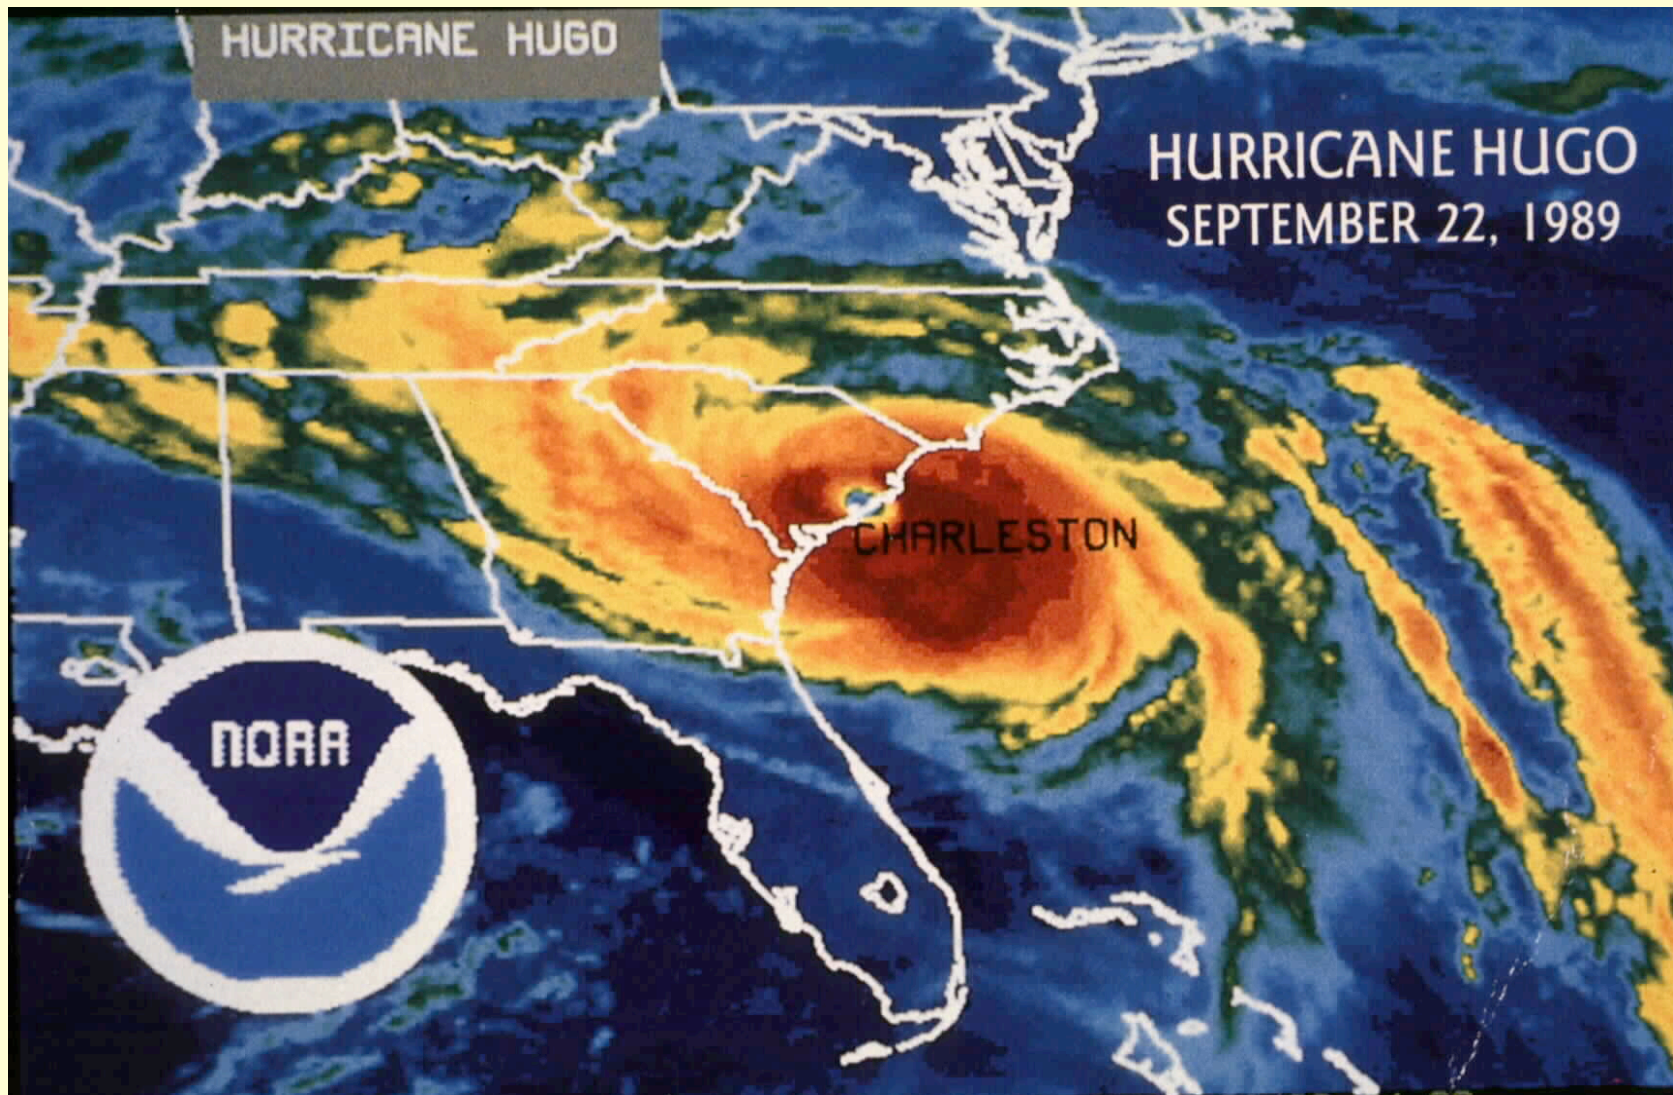 HURRICANE HUGO
HURRICANE HUGO
SEPTEMBER 22, 1989
CHARLESTON
NOAA